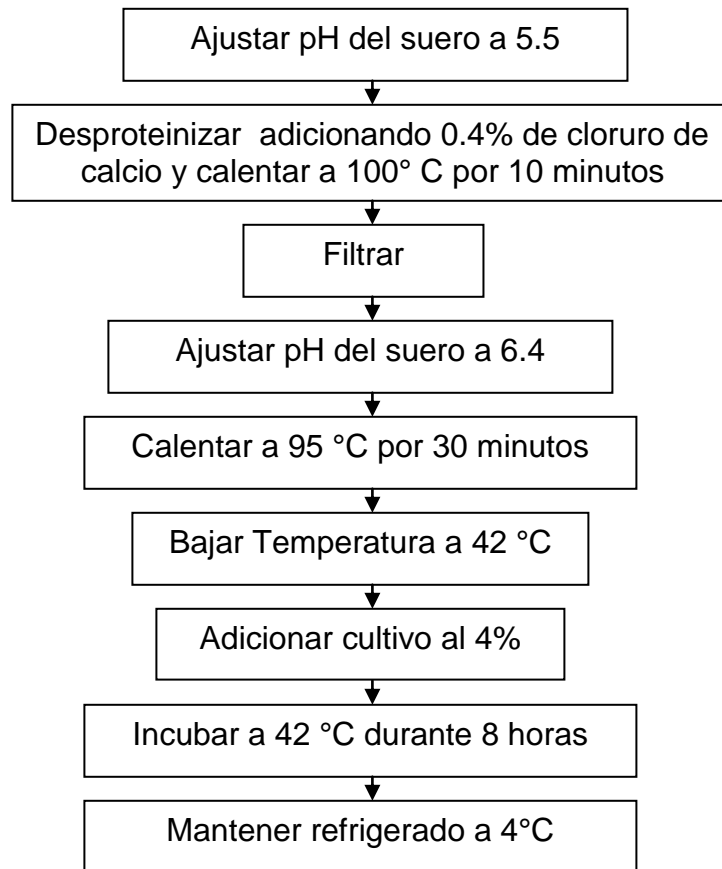 Ajustar pH del suero a 5.5
Desproteinizar adicionando 0.4% de cloruro de
calcio y calentar a 100° C por 10 minutos
Filtrar
Ajustar pH del suero a 6.4
Calentar a 95 °C por 30 minutos
Bajar Temperatura a 42 °C
Adicionar cultivo al 4%
Incubar a 42 °C durante 8 horas
Mantener refrigerado a 4°C